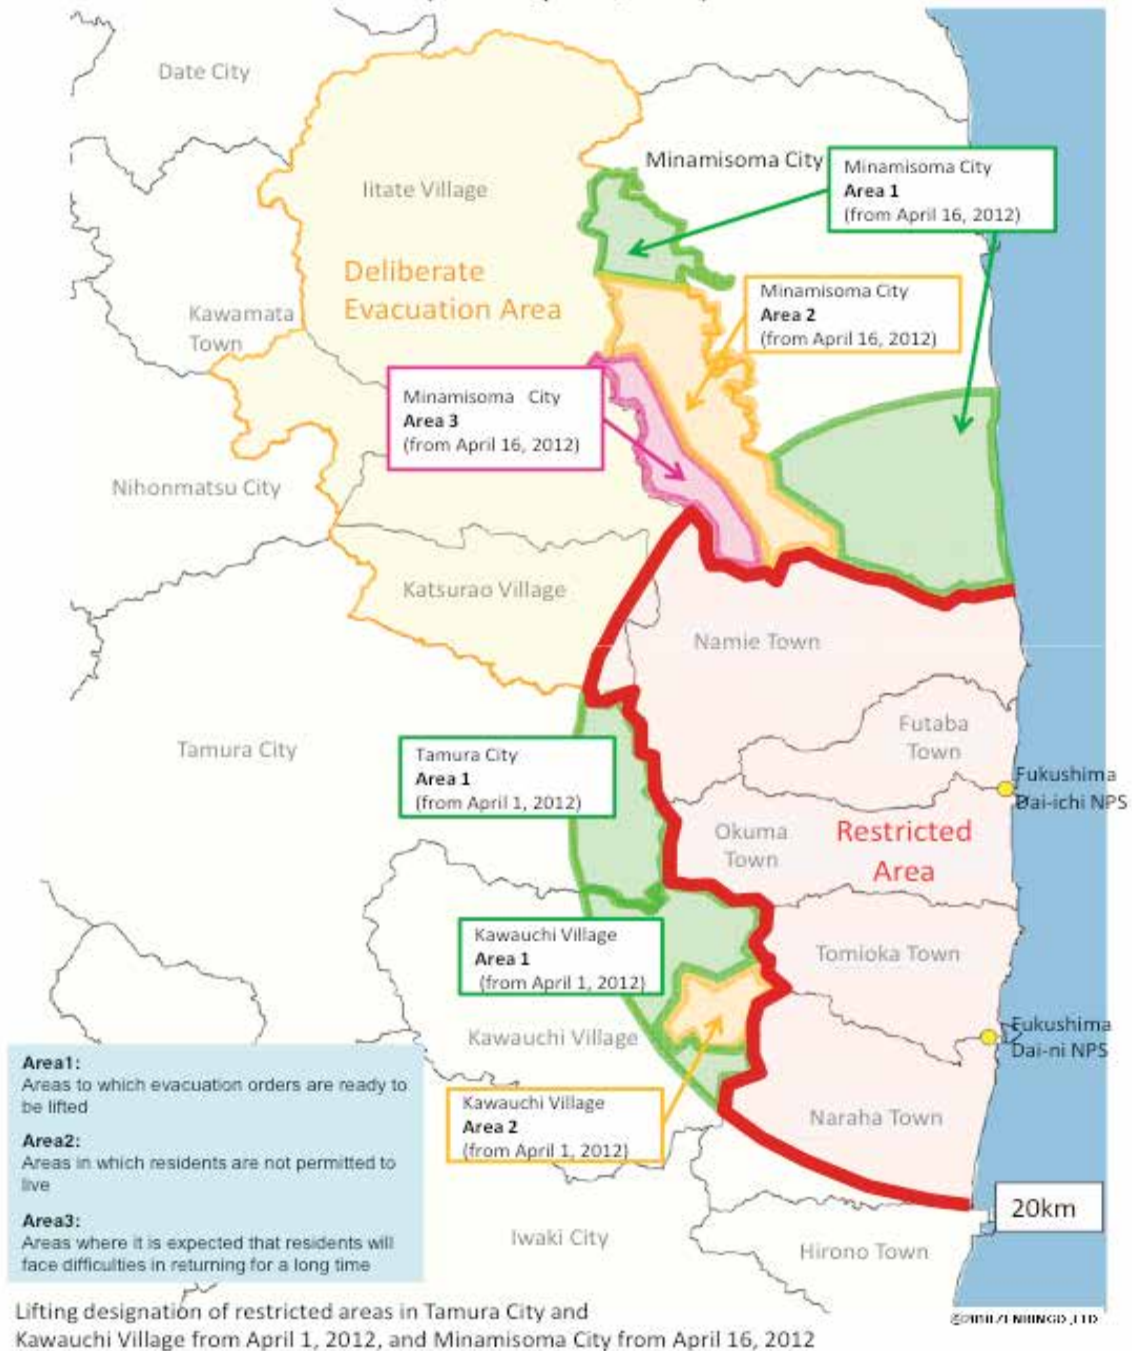 Date City
Minamisoma City
Minamisoma City
Area 1
(from April 16, 2012)
Iitate Village
Deliberate
Evacuation Area
Minamisoma City
Area 2
(from April 16, 2012)
Kawamata
Town
Minamisoma City
Area 3
(from April 16, 2012)
Nihonmatsu City
Katsurao Village
Namie Town
Futaba
Town
Tamura City
Tamura City
Area 1
(from April 1, 2012)
Fukushima
Dai-ichi NPS
Okuma
Town
Restricted
Area
Kawauchi Village
Area 1
(from April 1, 2012)
Tomioka Town
Kawauchi Village
Fukushima
Dai-ni NPS
Kawauchi Village
Area 2
(from April 1, 2012)
Naraha Town
Area1:
Areas to which evacuation orders are ready to
be lifted
Area2:
Areas in which residents are not permitted to
live
Area3:
Areas where it is expected that residents will
face difficulties in returning for a long time
20km
Iwaki City
Hirono Town
Lifting designation of restricted areas in Tamura City and
Kawauchi Village from April 1, 2012, and Minamisoma City from April 16, 2012